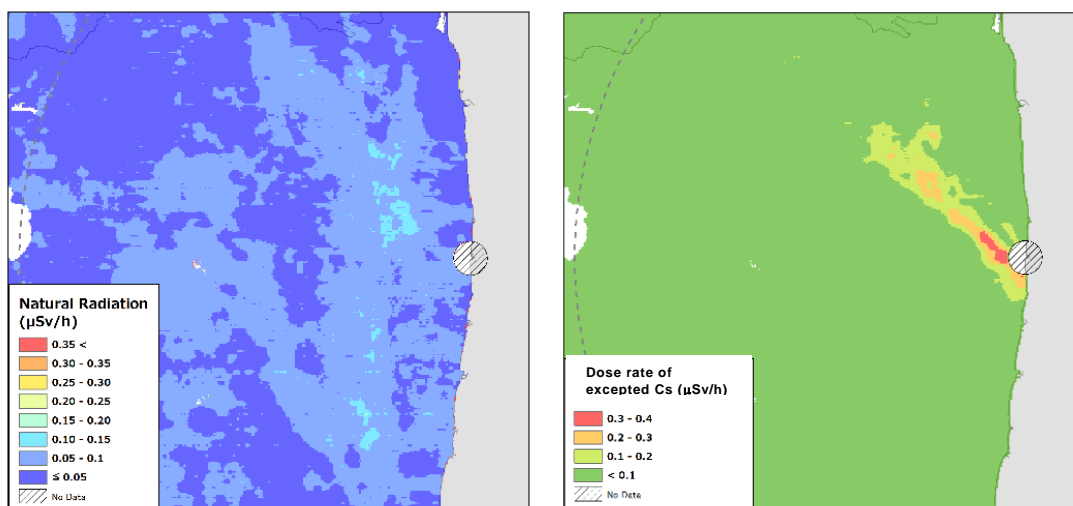 Natural Radiation
(μSv/h)
0.35 <
0.30 - 0.35
0.25 - 0.30
0.20 - 0.25
0.15 - 0.20
0.10 - 0.15
0.05 - 0.1
≤ 0.05
No Data
Dose rate of
excepted Cs (μSv/h)
0.3 - 0.4
0.2 - 0.3
0.1 - 0.2
< 0.1
No Data